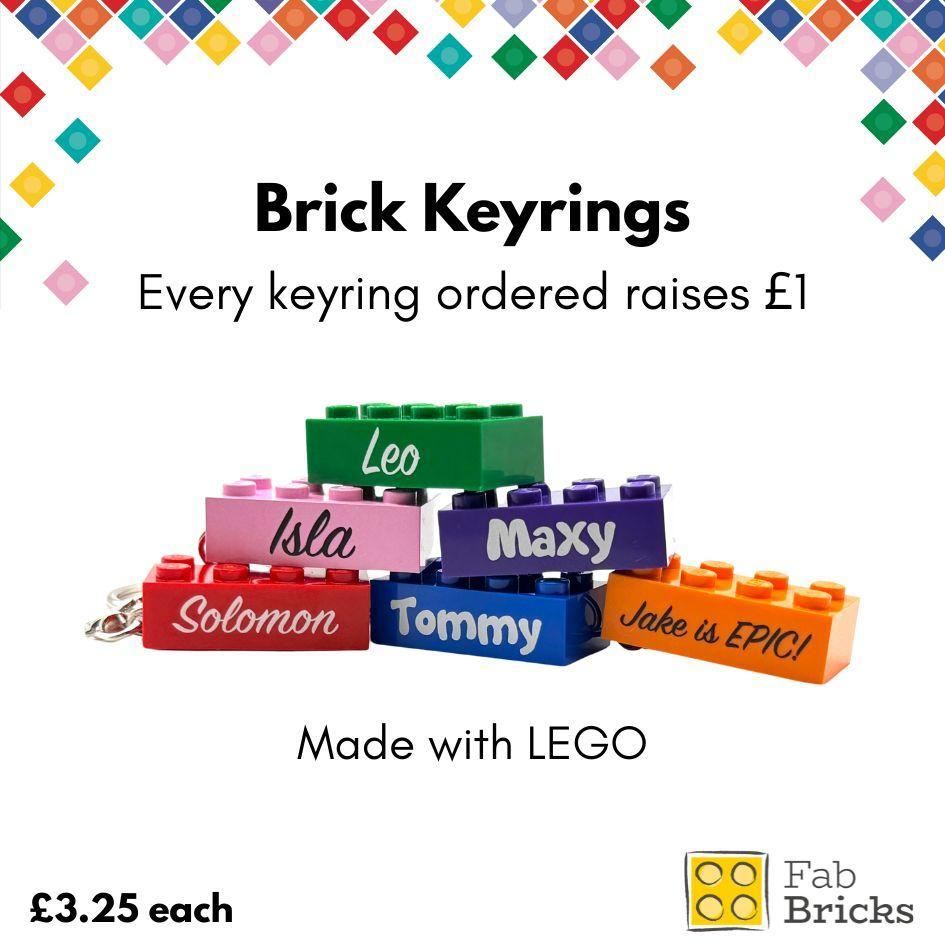 Brick Keyrings
Every keyring ordered raises £1
Leo
Isla
Maxy
Solomon
Tommy
Jake is EPIC!
Made with LEGO
£3.25 each
Fab
Bricks